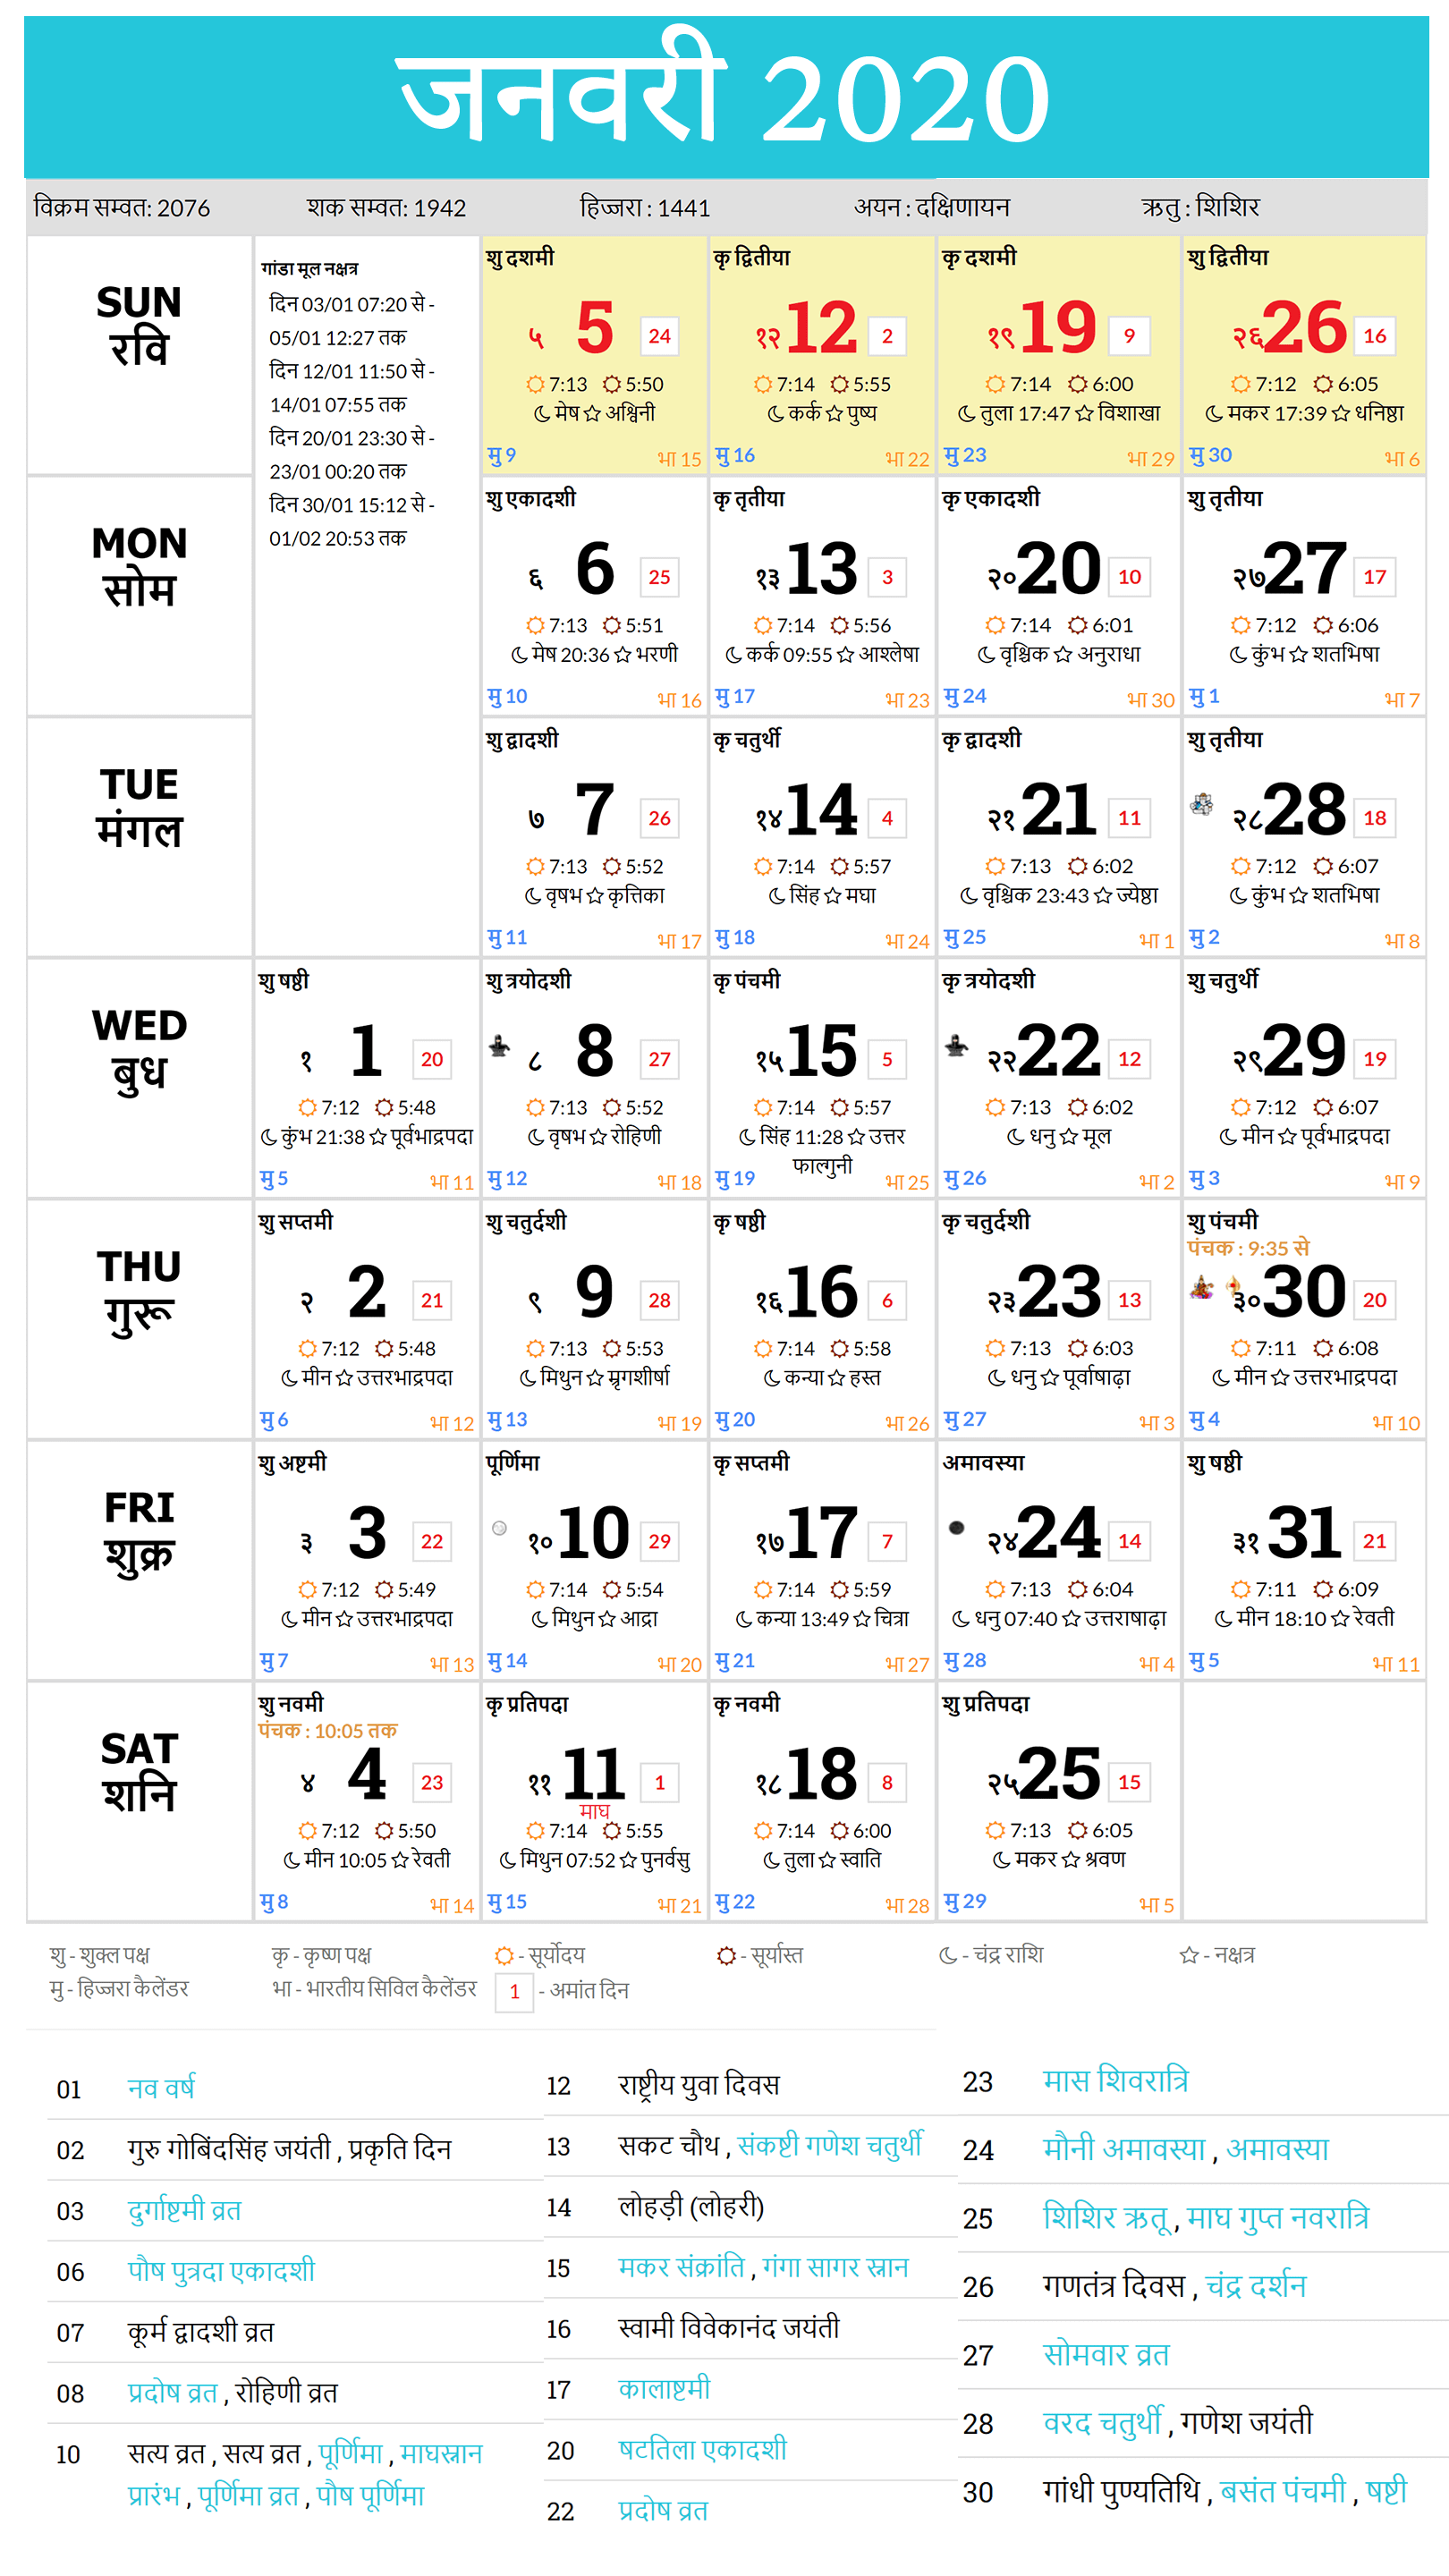 जनवरी 2020
विक्रम सम्वत: 2076 शक सम्वत: 1942 हिज्जरा : 1441 अयन : दक्षिणायन ऋतु : शिशिर
SUN
रवि
गांडा मूल नक्षत्र
दिन 03/01 07:20 से -
05/01 12:27 तक
दिन 12/01 11:50 से -
14/01 07:55 तक
दिन 20/01 23:30 से -
23/01 00:20 तक
दिन 30/01 15:12 से -
01/02 20:53 तक
शु दशमी
५ 5 24
7:13 5:50
मेष अश्विनी
मु 9 भा 15
कृ द्वितीया
१२ 12 2
7:14 5:55
कर्क पुष्य
मु 16 भा 22
कृ दशमी
१९ 19 9
7:14 6:00
तुला 17:47 विशाखा
मु 23 भा 29
शु द्वितीया
२६ 26 16
7:12 6:05
मकर 17:39 धनिष्ठा
मु 30 भा 6
MON
सोम
शु एकादशी
६ 6 25
7:13 5:51
मेष 20:36 भरणी
मु 10 भा 16
कृ तृतीया
१३ 13 3
7:14 5:56
कर्क 09:55 आश्लेषा
मु 17 भा 23
कृ एकादशी
२० 20 10
7:14 6:01
वृश्चिक अनुराधा
मु 24 भा 30
शु तृतीया
२७ 27 17
7:12 6:06
कुंभ शतभिषा
मु 1 भा 7
TUE
मंगल
शु द्वादशी
७ 7 26
7:13 5:52
वृषभ कृत्तिका
मु 11 भा 17
कृ चतुर्थी
१४ 14 4
7:14 5:57
सिंह मघा
मु 18 भा 24
कृ द्वादशी
२१ 21 11
7:13 6:02
वृश्चिक 23:43 ज्येष्ठा
मु 25 भा 1
शु तृतीया
२८ 28 18
7:12 6:07
कुंभ शतभिषा
मु 2 भा 8
WED
बुध
शु षष्ठी
१ 1 20
7:12 5:48
कुंभ 21:38 पूर्वभाद्रपदा
मु 5 भा 11
शु त्रयोदशी
८ 8 27
7:13 5:52
वृषभ रोहिणी
मु 12 भा 18
कृ पंचमी
१५ 15 5
7:14 5:57
सिंह 11:28 उत्तर
फाल्गुनी
मु 19 भा 25
कृ त्रयोदशी
२२ 22 12
7:13 6:02
धनु मूल
मु 26 भा 2
शु चतुर्थी
२९ 29 19
7:12 6:07
मीन पूर्वभाद्रपदा
मु 3 भा 9
THU
गुरू
शु सप्तमी
२ 2 21
7:12 5:48
मीन उत्तरभाद्रपदा
मु 6 भा 12
शु चतुर्दशी
९ 9 28
7:13 5:53
मिथुन म्रृगशीर्षा
मु 13 भा 19
कृ षष्ठी
१६ 16 6
7:14 5:58
कन्या हस्त
मु 20 भा 26
कृ चतुर्दशी
२३ 23 13
7:13 6:03
धनु पूर्वाषाढ़ा
मु 27 भा 3
शु पंचमी
पंचक : 9:35 से
३० 30 20
7:11 6:08
मीन उत्तरभाद्रपदा
मु 4 भा 10
FRI
शुक्र
शु अष्टमी
३ 3 22
7:12 5:49
मीन उत्तरभाद्रपदा
मु 7 भा 13
पूर्णिमा
१० 10 29
7:14 5:54
मिथुन आद्रा
मु 14 भा 20
कृ सप्तमी
१७ 17 7
7:14 5:59
कन्या 13:49 चित्रा
मु 21 भा 27
अमावस्या
२४ 24 14
7:13 6:04
धनु 07:40 उत्तराषाढ़ा
मु 28 भा 4
शु षष्ठी
३१ 31 21
7:11 6:09
मीन 18:10 रेवती
मु 5 भा 11
SAT
शनि
शु नवमी
पंचक : 10:05 तक
४ 4 23
7:12 5:50
मीन 10:05 रेवती
मु 8 भा 14
कृ प्रतिपदा
११ 11 1
माघ
7:14 5:55
मिथुन 07:52 पुनर्वसु
मु 15 भा 21
कृ नवमी
१८ 18 8
7:14 6:00
तुला स्वाति
मु 22 भा 28
शु प्रतिपदा
२५ 25 15
7:13 6:05
मकर श्रवण
मु 29 भा 5
शु - शुक्ल पक्ष कृ - कृष्ण पक्ष - सूर्योदय - सूर्यास्त - चंद्र राशि - नक्षत्र
मु - हिज्जरा कैलेंडर भा - भारतीय सिविल कैलेंडर 1 - अमांत दिन
01 नव वर्ष
02 गुरु गोबिंदसिंह जयंती , प्रकृति दिन
03 दुर्गाष्टमी व्रत
06 पौष पुत्रदा एकादशी
07 कूर्म द्वादशी व्रत
08 प्रदोष व्रत , रोहिणी व्रत
10 सत्य व्रत , सत्य व्रत , पूर्णिमा , माघस्नान
प्रारंभ , पूर्णिमा व्रत , पौष पूर्णिमा
12 राष्ट्रीय युवा दिवस
13 सकट चौथ , संकष्टी गणेश चतुर्थी
14 लोहड़ी (लोहरी)
15 मकर संक्रांति , गंगा सागर स्नान
16 स्वामी विवेकानंद जयंती
17 कालाष्टमी
20 षटतिला एकादशी
22 प्रदोष व्रत
23 मास शिवरात्रि
24 मौनी अमावस्या , अमावस्या
25 शिशिर ऋतू , माघ गुप्त नवरात्रि
26 गणतंत्र दिवस , चंद्र दर्शन
27 सोमवार व्रत
28 वरद चतुर्थी , गणेश जयंती
30 गांधी पुण्यतिथि , बसंत पंचमी , षष्टी